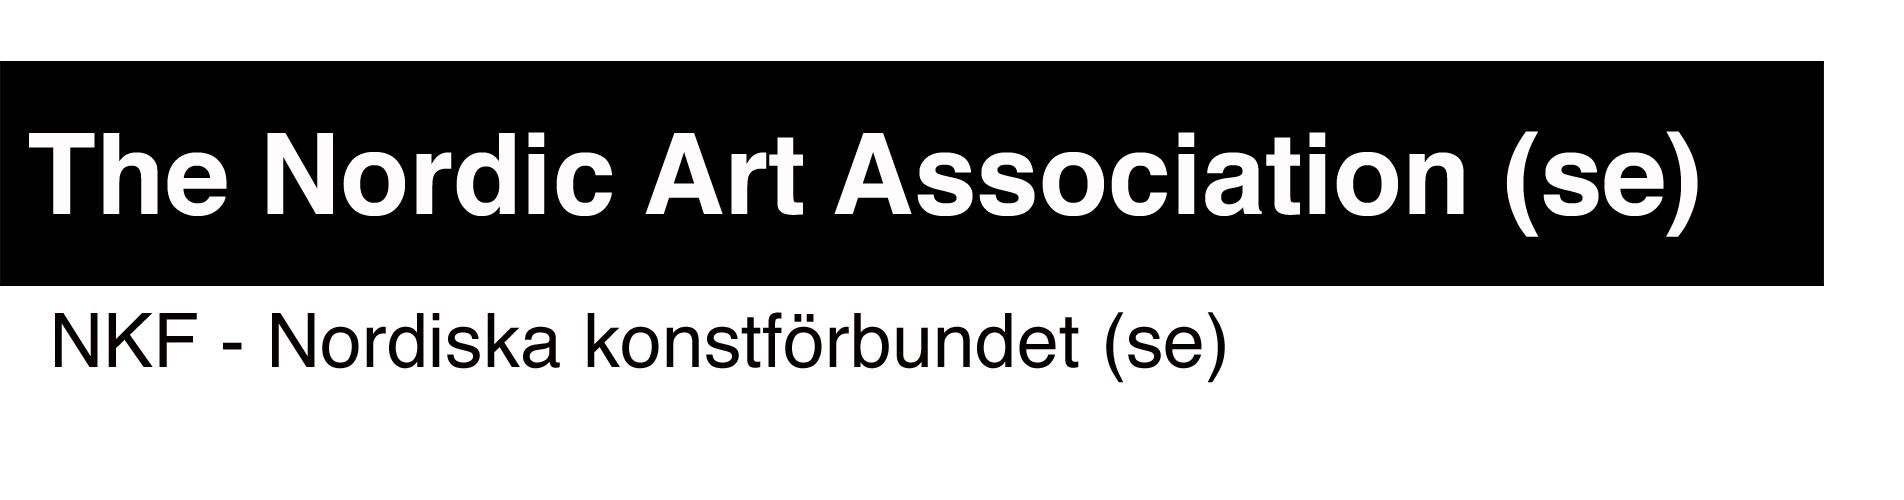 The Nordic Art Association (se)
NKF - Nordiska konstförbundet (se)